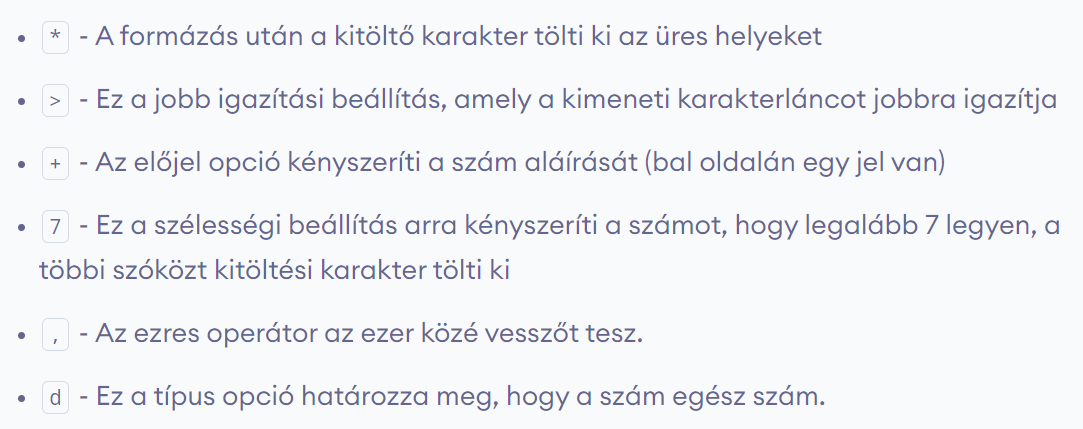 • * - A formázás után a kitöltő karakter tölti ki az üres helyeket
• > - Ez a jobb igazítási beállítás, amely a kimeneti karakterláncot jobbra igazítja
• + - Az előjel opció kényszeríti a szám aláírását (bal oldalán egy jel van)
• 7 - Ez a szélességi beállítás arra kényszeríti a számot, hogy legalább 7 legyen, a
többi szóközt kitöltési karakter tölti ki
• , - Az ezres operátor az ezer közé vesszőt tesz.
• d - Ez a típus opció határozza meg, hogy a szám egész szám.